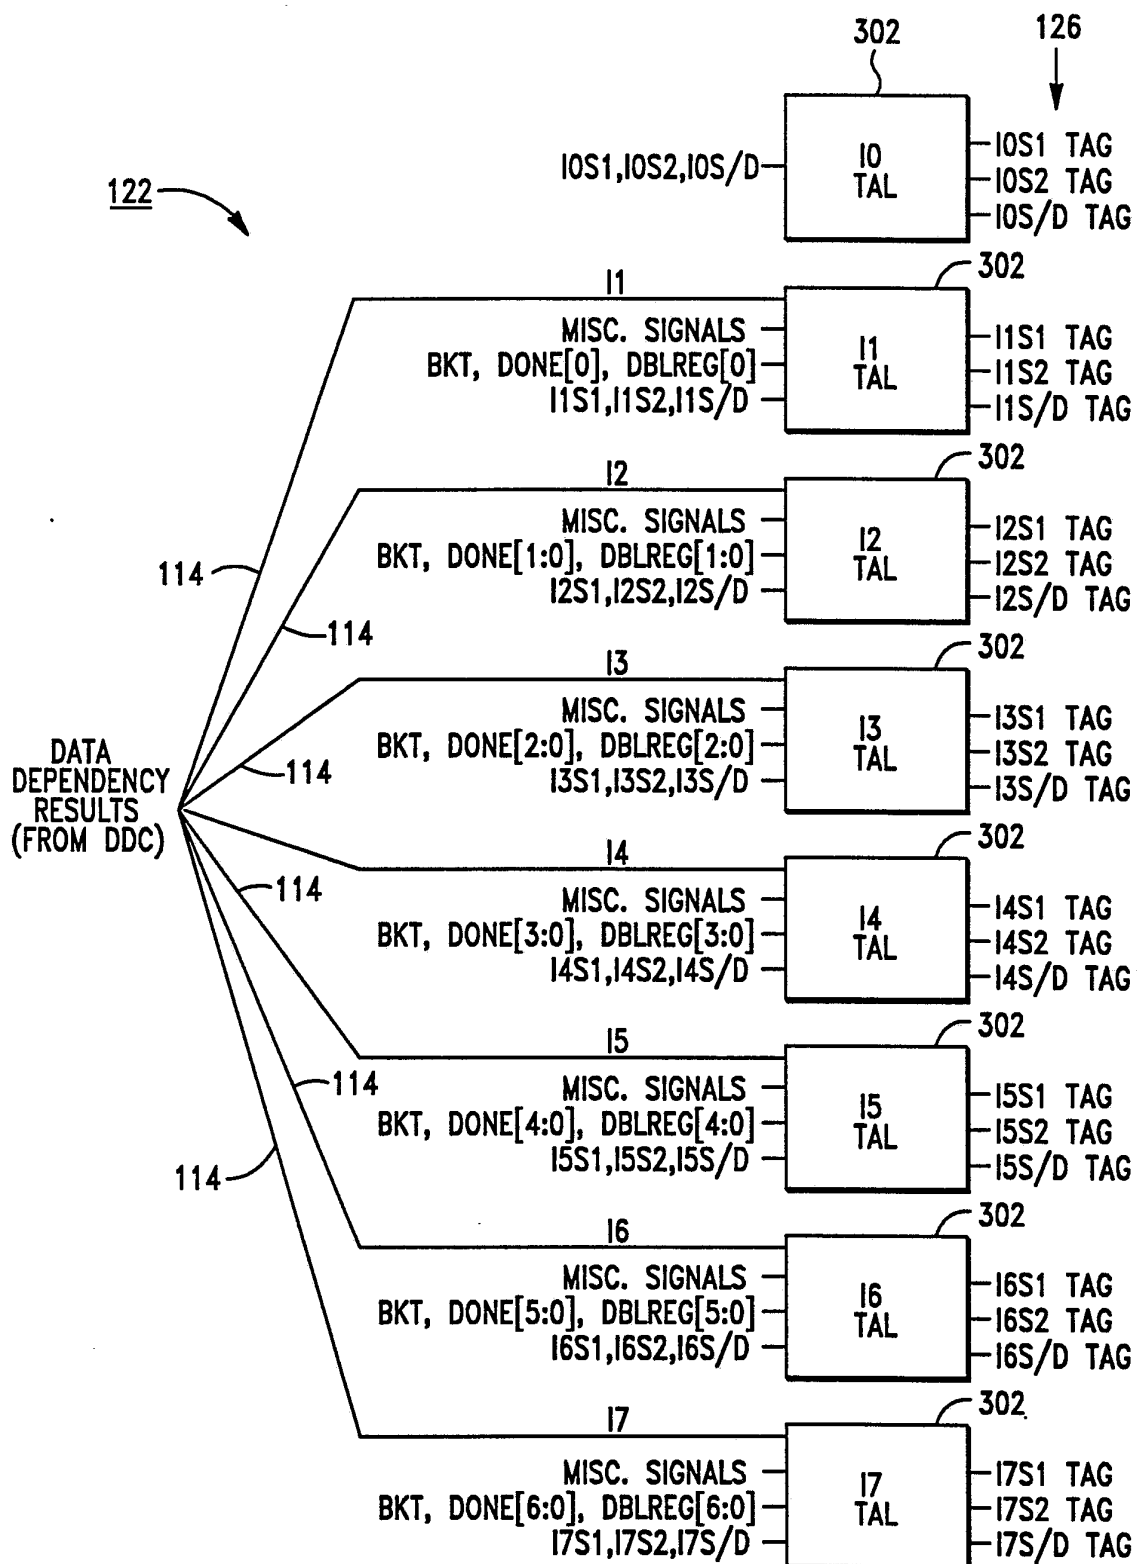 302
126
I0S1,I0S2,I0S/D
I0
TAL
I0S1 TAG
I0S2 TAG
I0S/D TAG
122
302
I1
MISC. SIGNALS
BKT, DONE[0], DBLREG[0]
I1S1,I1S2,I1S/D
I1
TAL
I1S1 TAG
I1S2 TAG
I1S/D TAG
302
I2
MISC. SIGNALS
BKT, DONE[1:0], DBLREG[1:0]
I2S1,I2S2,I2S/D
I2
TAL
I2S1 TAG
I2S2 TAG
I2S/D TAG
114
114
302
I3
MISC. SIGNALS
BKT, DONE[2:0], DBLREG[2:0]
I3S1,I3S2,I3S/D
I3
TAL
I3S1 TAG
I3S2 TAG
I3S/D TAG
114
DATA
DEPENDENCY
RESULTS
(FROM DDC)
302
I4
MISC. SIGNALS
BKT, DONE[3:0], DBLREG[3:0]
I4S1,I4S2,I4S/D
I4
TAL
I4S1 TAG
I4S2 TAG
I4S/D TAG
114
302
I5
MISC. SIGNALS
BKT, DONE[4:0], DBLREG[4:0]
I5S1,I5S2,I5S/D
I5
TAL
I5S1 TAG
I5S2 TAG
I5S/D TAG
114
114
302
I6
MISC. SIGNALS
BKT, DONE[5:0], DBLREG[5:0]
I6S1,I6S2,I6S/D
I6
TAL
I6S1 TAG
I6S2 TAG
I6S/D TAG
302
I7
MISC. SIGNALS
BKT, DONE[6:0], DBLREG[6:0]
I7S1,I7S2,I7S/D
I7
TAL
I7S1 TAG
I7S2 TAG
I7S/D TAG